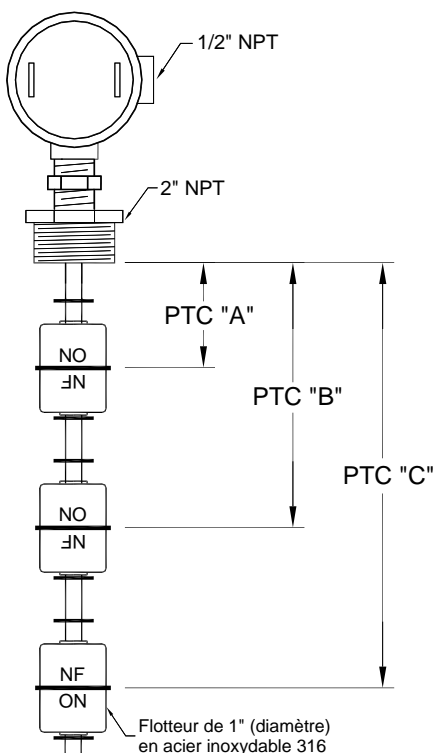 1/2" NPT
2" NPT
PTC "A"
NO
NF
PTC "B"
PTC "C"
NO
NF
NF
NO
Flotteur de 1" (diamètre)
en acier inoxydable 316